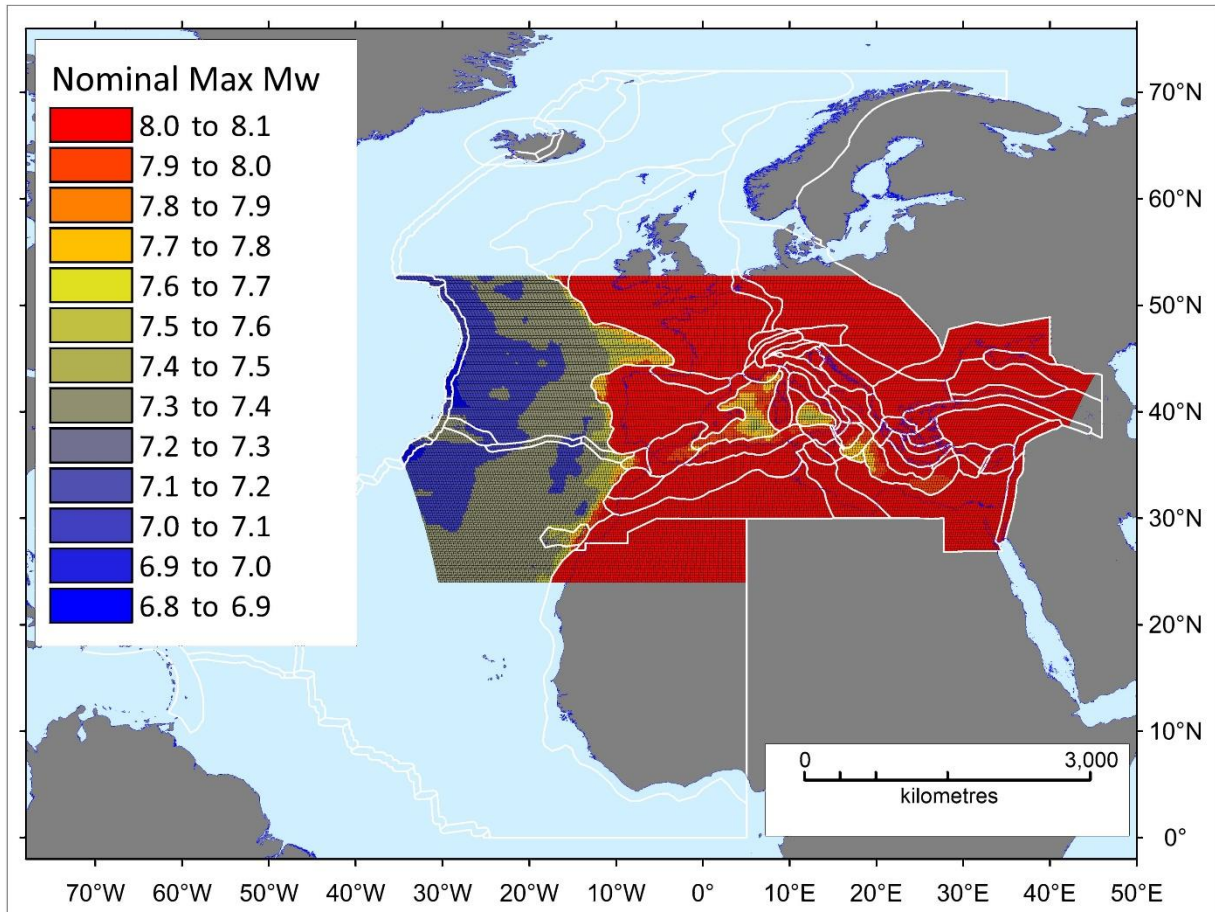 Nominal Max Mw
8.0 to 8.1
7.9 to 8.0
7.8 to 7.9
7.7 to 7.8
7.6 to 7.7
7.5 to 7.6
7.4 to 7.5
7.3 to 7.4
7.2 to 7.3
7.1 to 7.2
7.0 to 7.1
6.9 to 7.0
6.8 to 6.9
70°N
60°N
50°N
40°N
30°N
20°N
10°N
0°
0 3,000
kilometres
70°W 60°W 50°W 40°W 30°W 20°W 10°W 0° 10°E 20°E 30°E 40°E 50°E